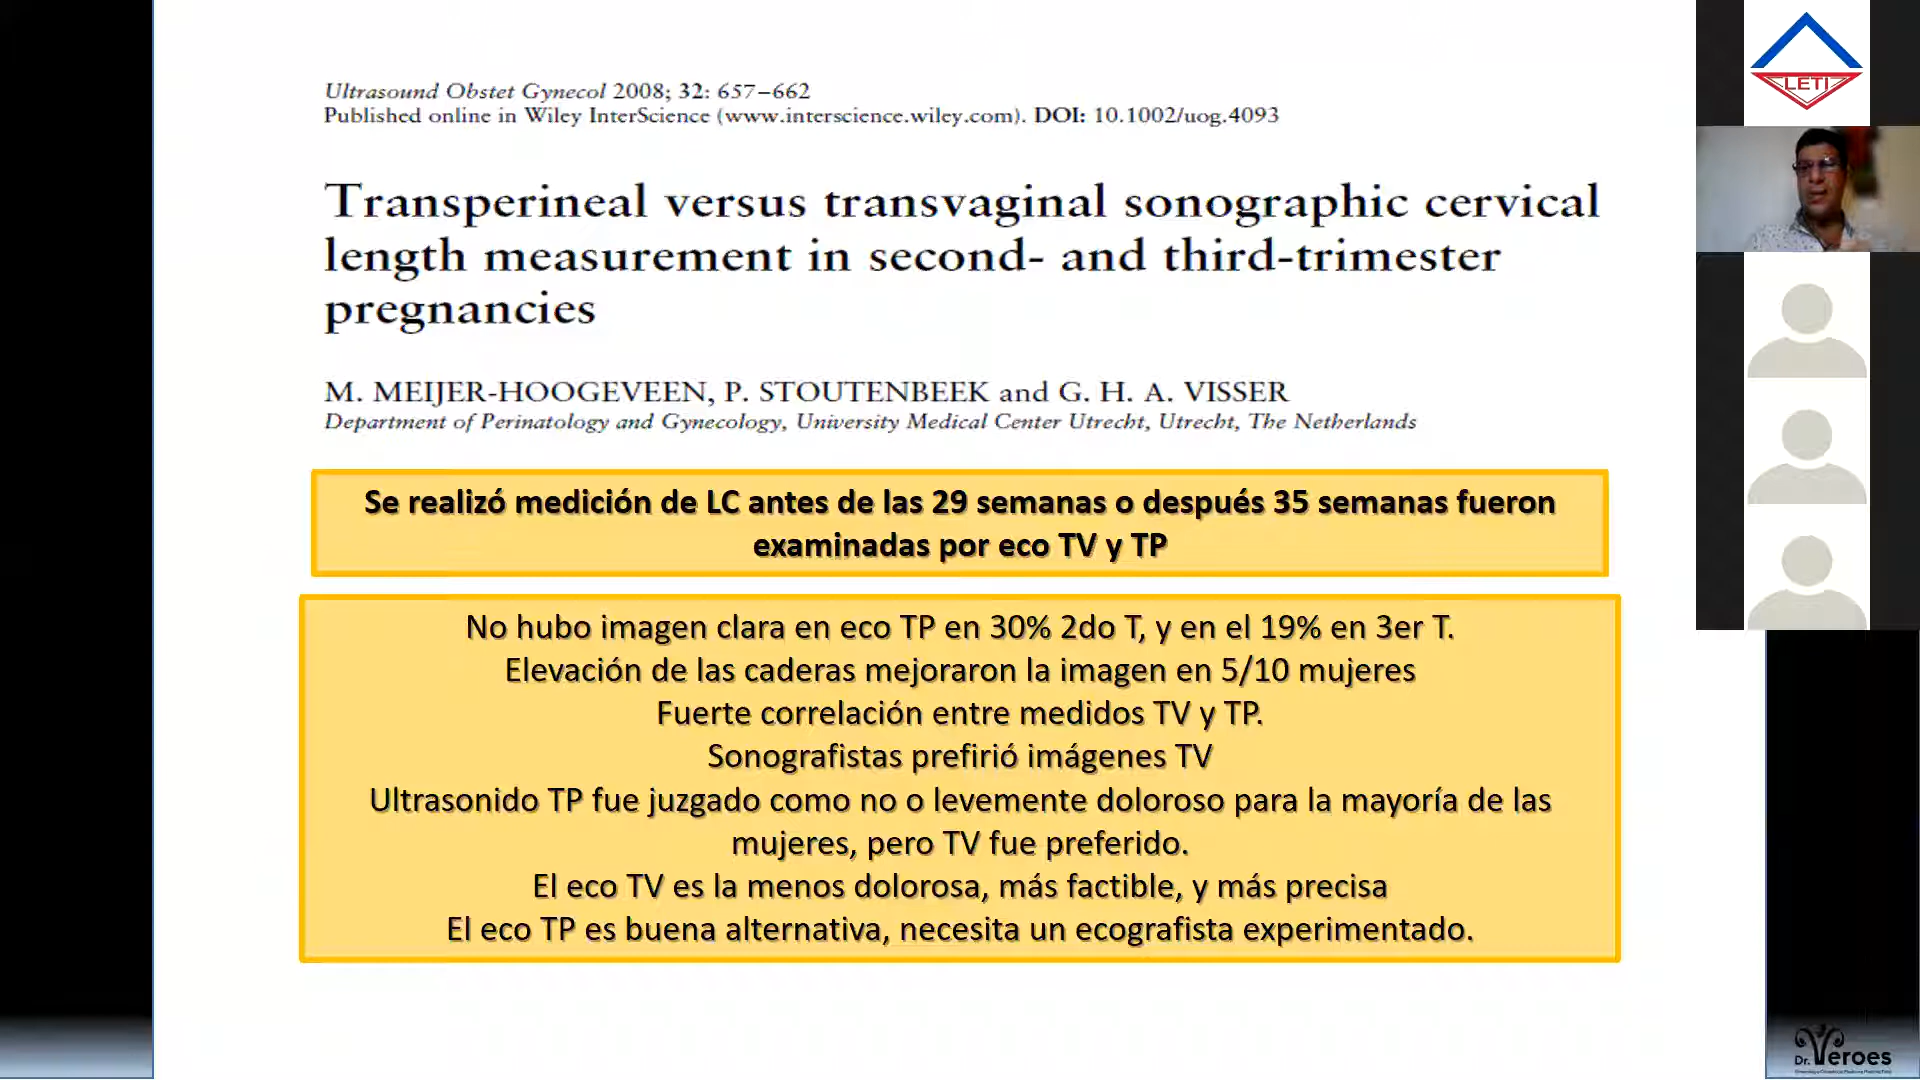 Ultrasound Obstet Gynecol 2008; 32: 657–662
Published online in Wiley InterScience (www.interscience.wiley.com). DOI: 10.1002/uog.4093
Transperineal versus transvaginal sonographic cervical
length measurement in second- and third-trimester
pregnancies
M. MEIJER-HOOGEVEEN, P. STOUTENBEEK and G. H. A. VISSER
Department of Perinatology and Gynecology, University Medical Center Utrecht, Utrecht, The Netherlands
Se realizó medición de LC antes de las 29 semanas o después 35 semanas fueron
examinadas por eco TV y TP
No hubo imagen clara en eco TP en 30% 2do T, y en el 19% en 3er T.
Elevación de las caderas mejoraron la imagen en 5/10 mujeres
Fuerte correlación entre medidos TV y TP.
Sonografistas prefirió imágenes TV
Ultrasonido TP fue juzgado como no o levemente doloroso para la mayoría de las
mujeres, pero TV fue preferido.
El eco TV es la menos dolorosa, más factible, y más precisa
El eco TP es buena alternativa, necesita un ecografista experimentado.
LETI
Dr. Yeroes